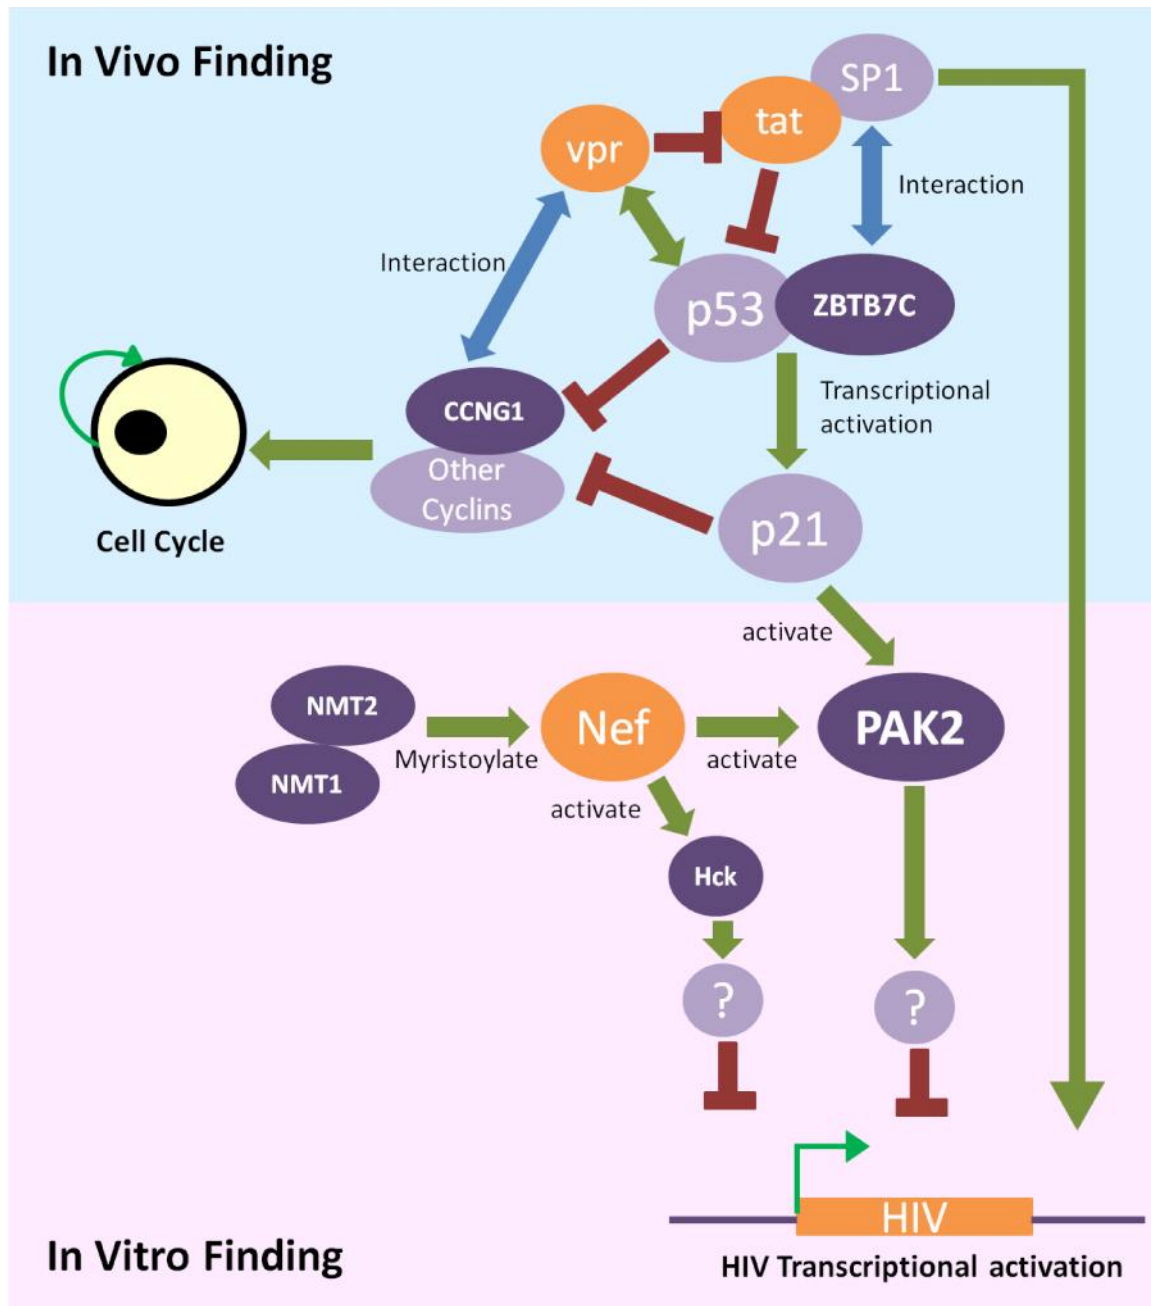 In Vivo Finding
SP1
tat
vpr
Interaction
Interaction
p53
ZBTB7C
CCNG1
Transcriptional
activation
Other
Cyclins
p21
Cell Cycle
activate
NMT2
Nef
PAK2
Myristoylate
activate
NMT1
activate
Hck
?
?
HIV
In Vitro Finding
HIV Transcriptional activation